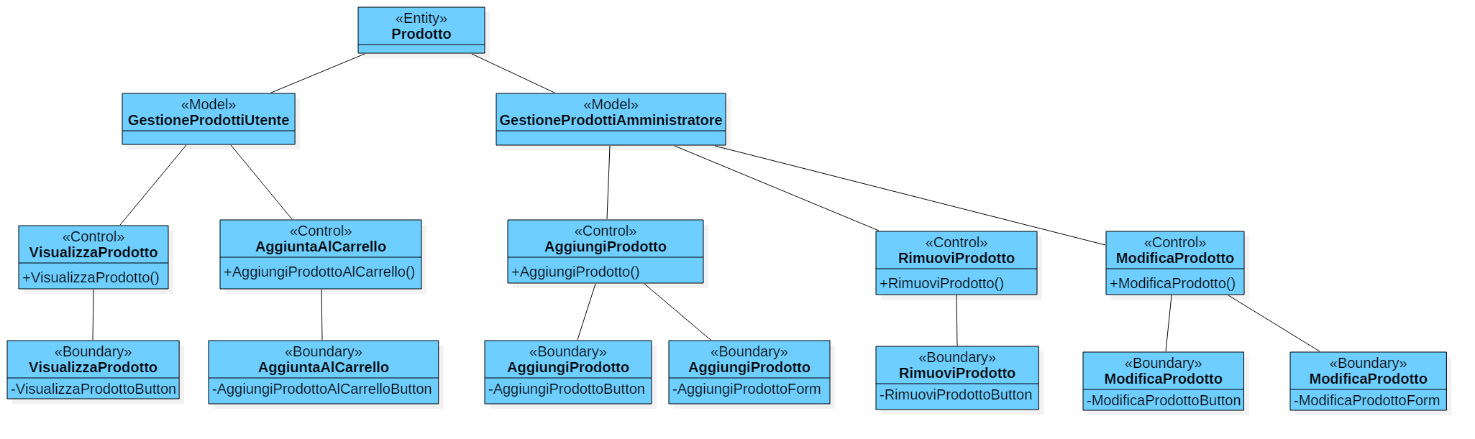 «Entity»
Prodotto
«Model»
GestioneProdottiUtente
«Model»
GestioneProdottiAmministratore
«Control»
VisualizzaProdotto
+VisualizzaProdotto()
«Control»
AggiuntaAlCarrello
+AggiungiProdottoAlCarrello()
«Control»
AggiungiProdotto
+AggiungiProdotto()
«Control»
RimuoviProdotto
+RimuoviProdotto()
«Control»
ModificaProdotto
+ModificaProdotto()
«Boundary»
VisualizzaProdotto
-VisualizzaProdottoButton
«Boundary»
AggiuntaAlCarrello
-AggiungiProdottoAlCarrelloButton
«Boundary»
AggiungiProdotto
-AggiungiProdottoButton
«Boundary»
AggiungiProdotto
-AggiungiProdottoForm
«Boundary»
RimuoviProdotto
-RimuoviProdottoButton
«Boundary»
ModificaProdotto
-ModificaProdottoButton
«Boundary»
ModificaProdotto
-ModificaProdottoForm